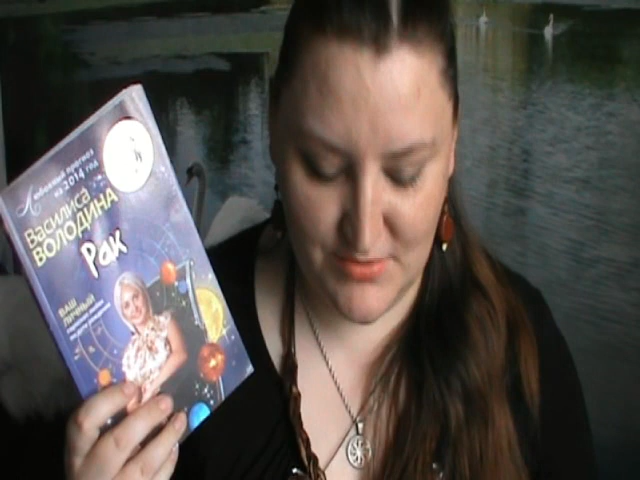 Любовный прогноз
на 2014 год
Василиса
ВОЛОДИНА
Рак
ВАШ
ЛИЧНЫЙ